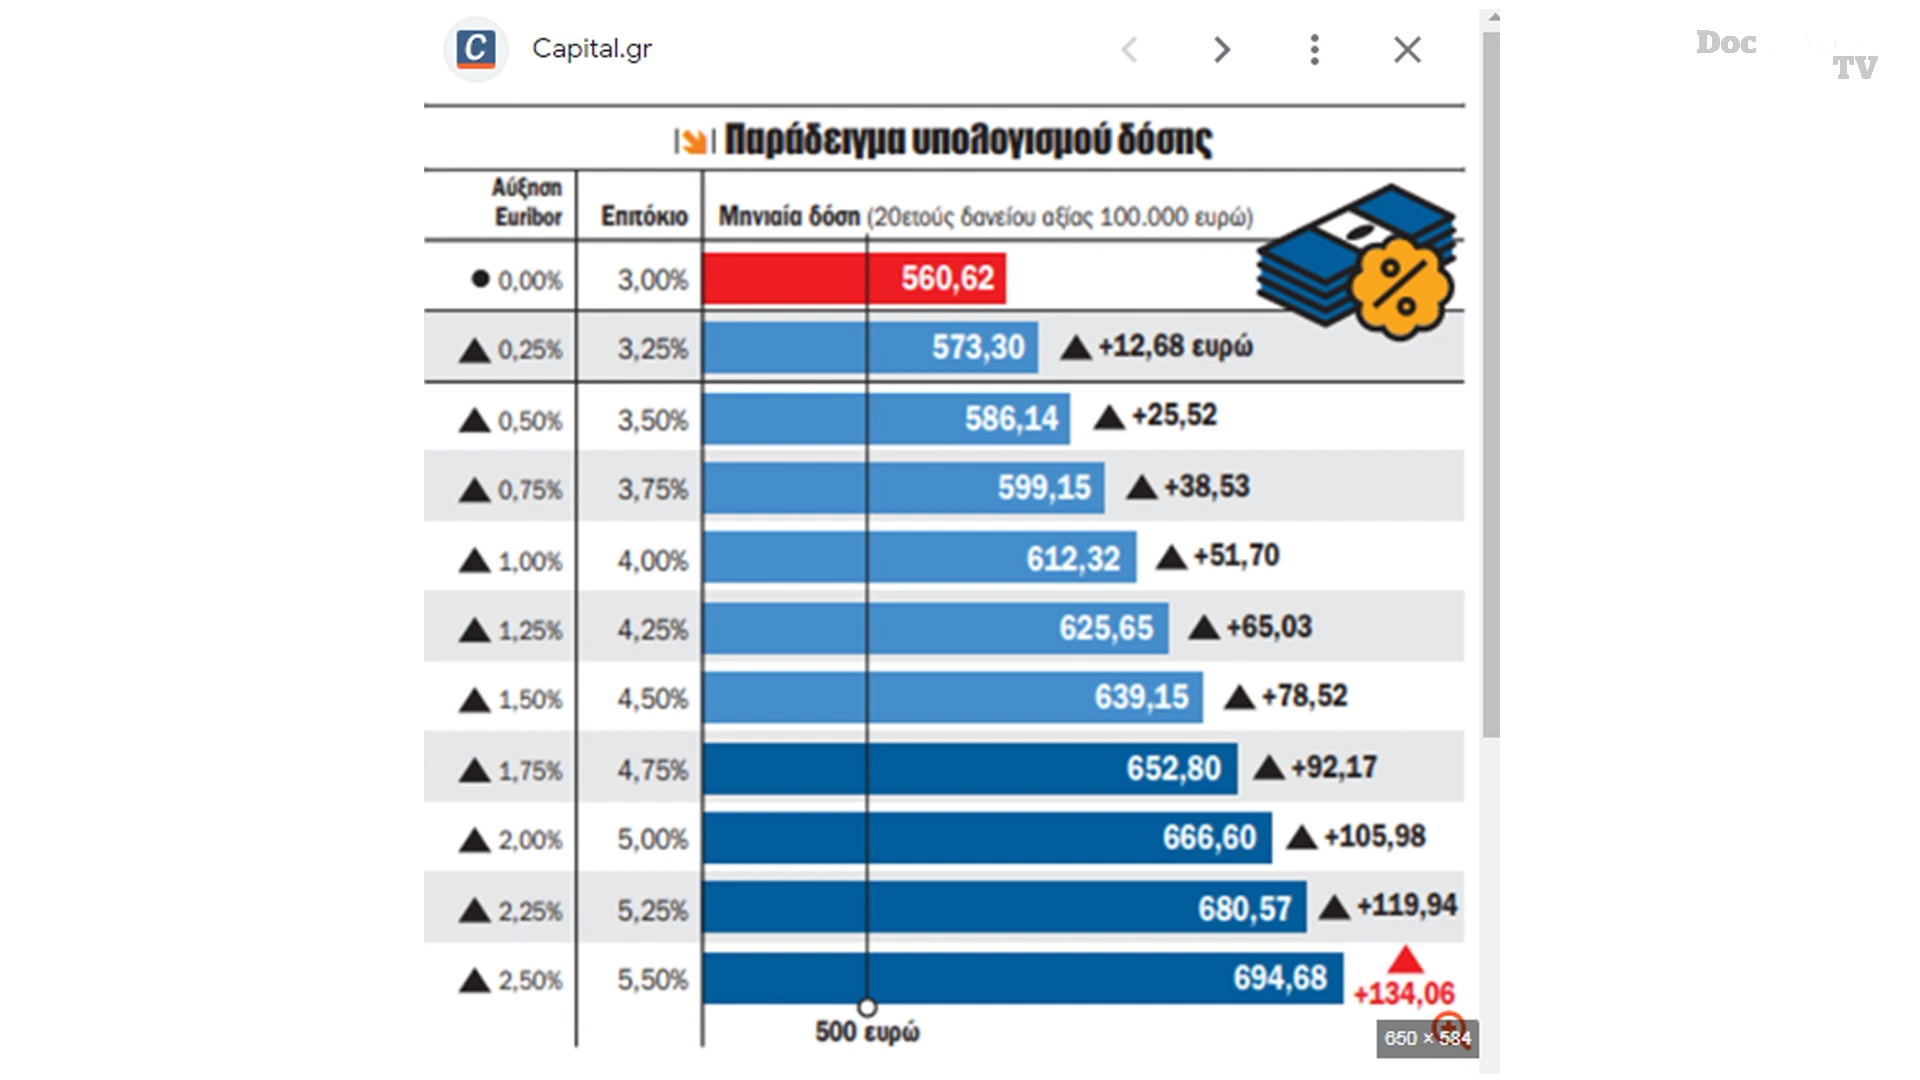 Capital.gr
Doc
TV
Παράδειγμα υπολογισμού δόσης
Αύξηση Euribor Επιτόκιο Μηνιαία δόση (20ετούς δανείου αξίας 100.000 ευρώ)
0,00% 3,00% 560,62
0,25% 3,25% 573,30 +12,68 ευρώ
0,50% 3,50% 586,14 +25,52
0,75% 3,75% 599,15 +38,53
1,00% 4,00% 612,32 +51,70
1,25% 4,25% 625,65 +65,03
1,50% 4,50% 639,15 +78,52
1,75% 4,75% 652,80 +92,17
2,00% 5,00% 666,60 +105,98
2,25% 5,25% 680,57 +119,94
2,50% 5,50% 694,68 +134,06
500 ευρώ
650 × 584